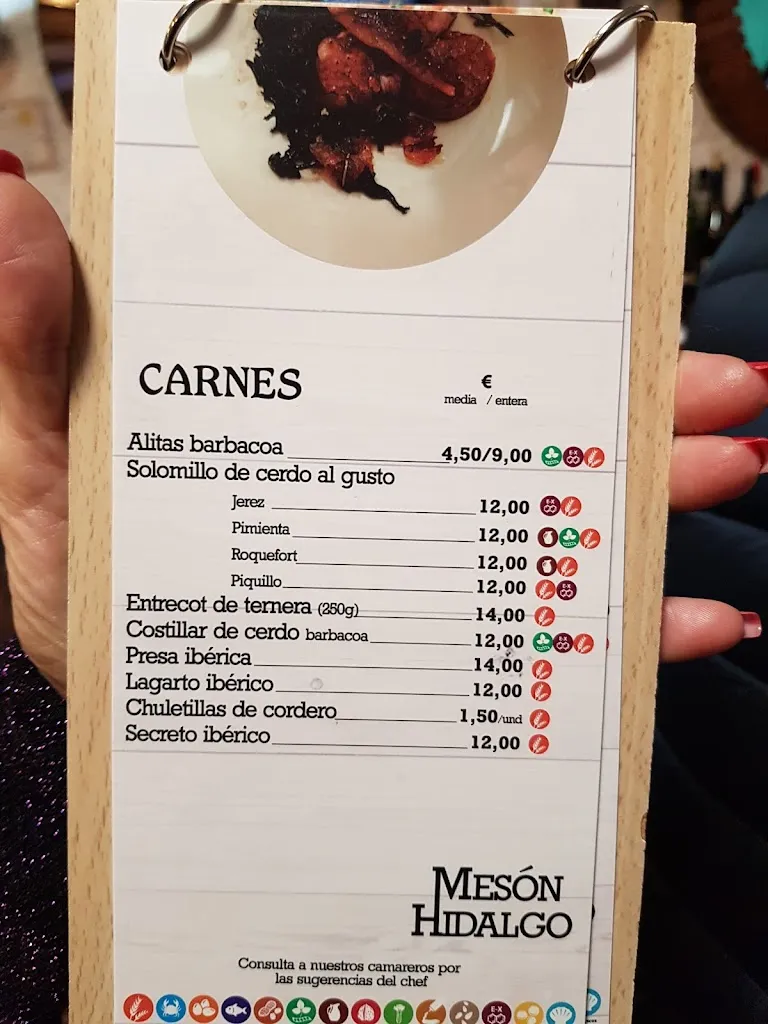 CARNES
€
media / entera
Alitas barbacoa 4,50/9,00
Solomillo de cerdo al gusto
Jerez 12,00
Pimienta 12,00
Roquefort 12,00
Piquillo 12,00
Entrecot de ternera (250g) 14,00
Costillar de cerdo barbacoa 12,00
Presa ibérica 14,00
Lagarto ibérico 12,00
Chuletillas de cordero 1,50/und
Secreto ibérico 12,00
MESÓN
HIDALGO
Consulta a nuestros camareros por
las sugerencias del chef